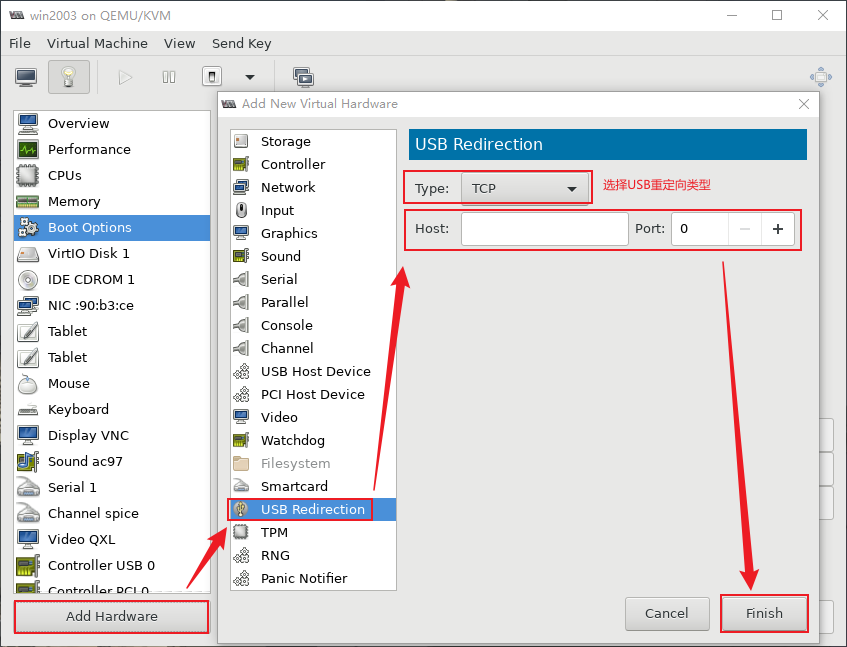 win2003 on QEMU/KVM
File Virtual Machine View Send Key
Add New Virtual Hardware
Overview
Performance
CPUs
Memory
Boot Options
VirtIO Disk 1
IDE CDROM 1
NIC :90:b3:ce
Tablet
Tablet
Mouse
Keyboard
Display VNC
Sound ac97
Serial 1
Channel spice
Video QXL
Controller USB 0
Controller PCI 0
Add Hardware
Storage
Controller
Network
Input
Graphics
Sound
Serial
Parallel
Console
Channel
USB Host Device
PCI Host Device
Video
Watchdog
Filesystem
Smartcard
USB Redirection
TPM
RNG
Panic Notifier
USB Redirection
Type: TCP 选择USB重定向类型
Host: Port: 0
Cancel Finish